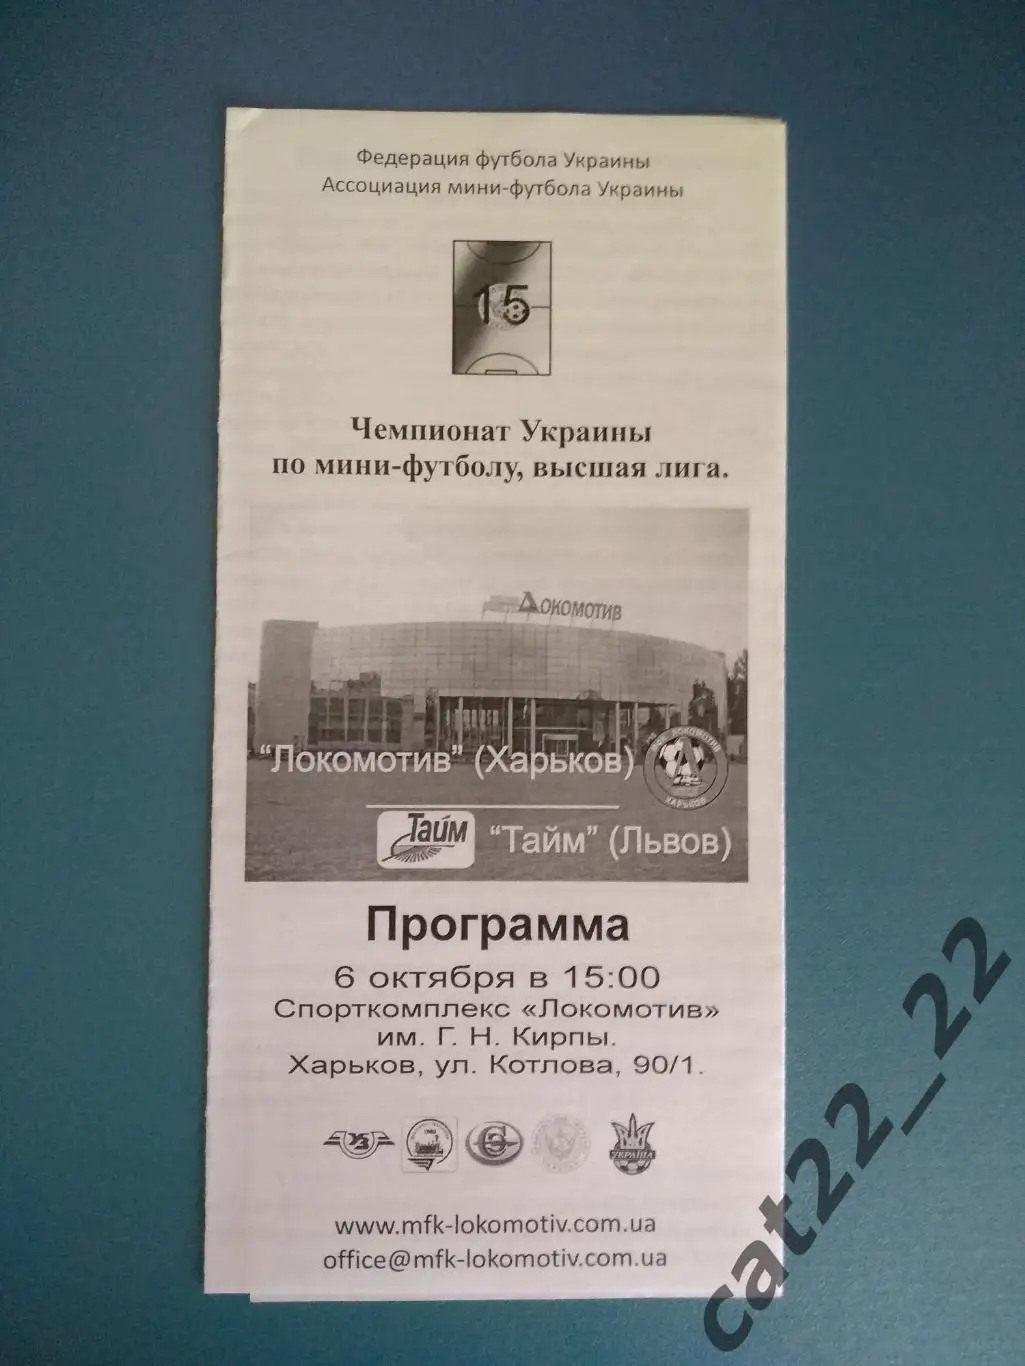 Федерация футбола Украины
Ассоциация мини-футбола Украины
15
Чемпионат Украины
по мини-футболу, высшая лига.
Локомотив
"Локомотив" (Харьков)
Тайм "Тайм" (Львов)
Программа
6 октября в 15:00
Спорткомплекс «Локомотив»
им. Г. Н. Кирпы.
Харьков, ул. Котлова, 90/1.
УЗ
УКРАЇНА
www.mfk-lokomotiv.com.ua
office@mfk-lokomotiv.com.ua
cat22_22